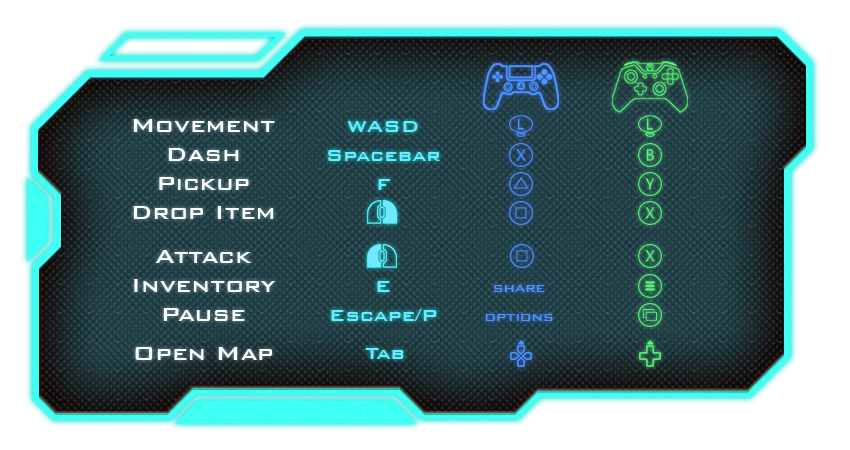 Movement WASD L L
Dash Spacebar X B
Pickup F Y
Drop Item X
Attack X
Inventory E Share
Pause Escape/P Options
Open Map Tab